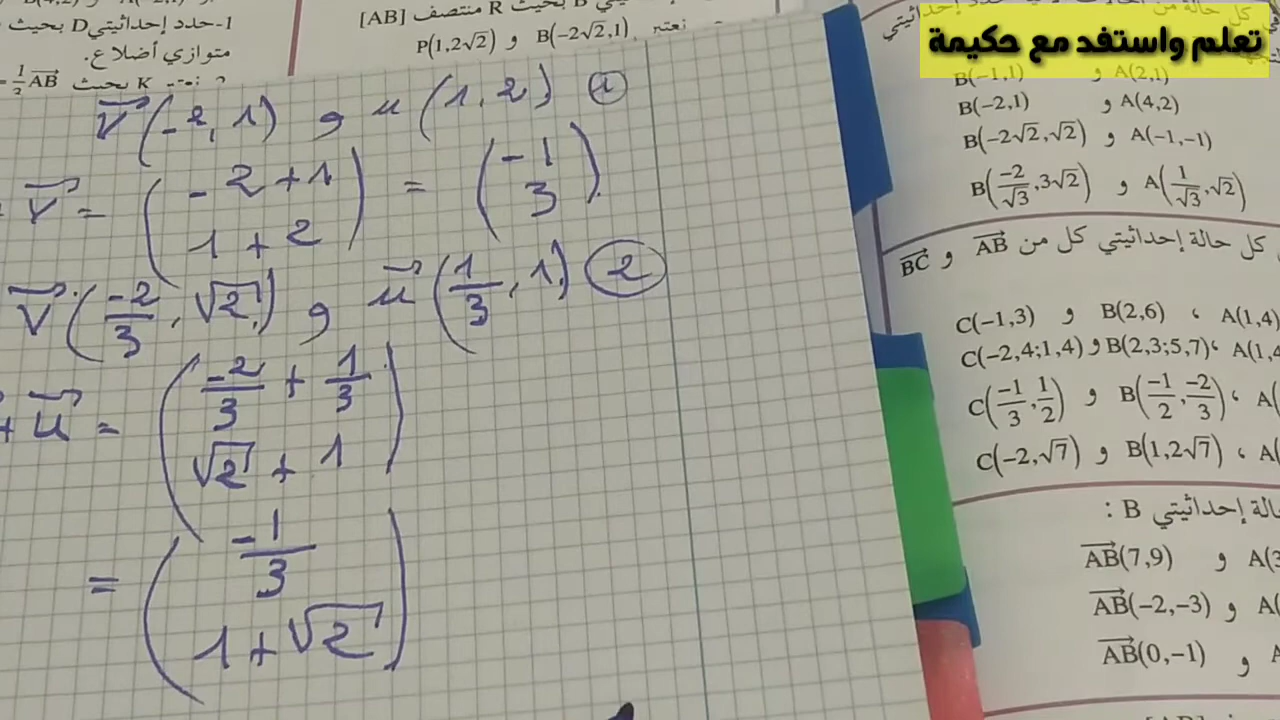 تعلم واستفد مع حكيمة
1-حدد إحداثيتي D بحيث
متوازي أضلاع.
بحيث R منتصف [AB]
P(1,2√2) و B(-2√2,1)
V⃗(-2, 1) و u(1, 2) ①
V⃗ = (-2+1
1+2) = (-1
3)
V⃗(-2/3, √2) و u⃗(1/3, 1) ②
+ u⃗ = (-2/3 + 1/3
√2 + 1)
= (-1/3
1+√2)
كل حالة من
B(-1,1) و A(2,1)
B(-2,1) و A(4,2)
B(-2√2,√2) و A(-1,-1)
B(-2/√3,3√2) و A(1/√3,√2)
كل حالة إحداثيتي كل من AB⃗ و BC⃗
C(-1,3) و B(2,6) ، A(1,4)
C(-2,4;1,4) و B(2,3;5,7) ، A(1,4
C(-1/3,1/2) و B(-1/2,-2/3) ، A(
C(-2,√7) و B(1,2√7) ، A(
حالة إحداثيتي B :
AB⃗(7,9) و A(3
AB⃗(-2,-3) و A(
AB⃗(0,-1) و A